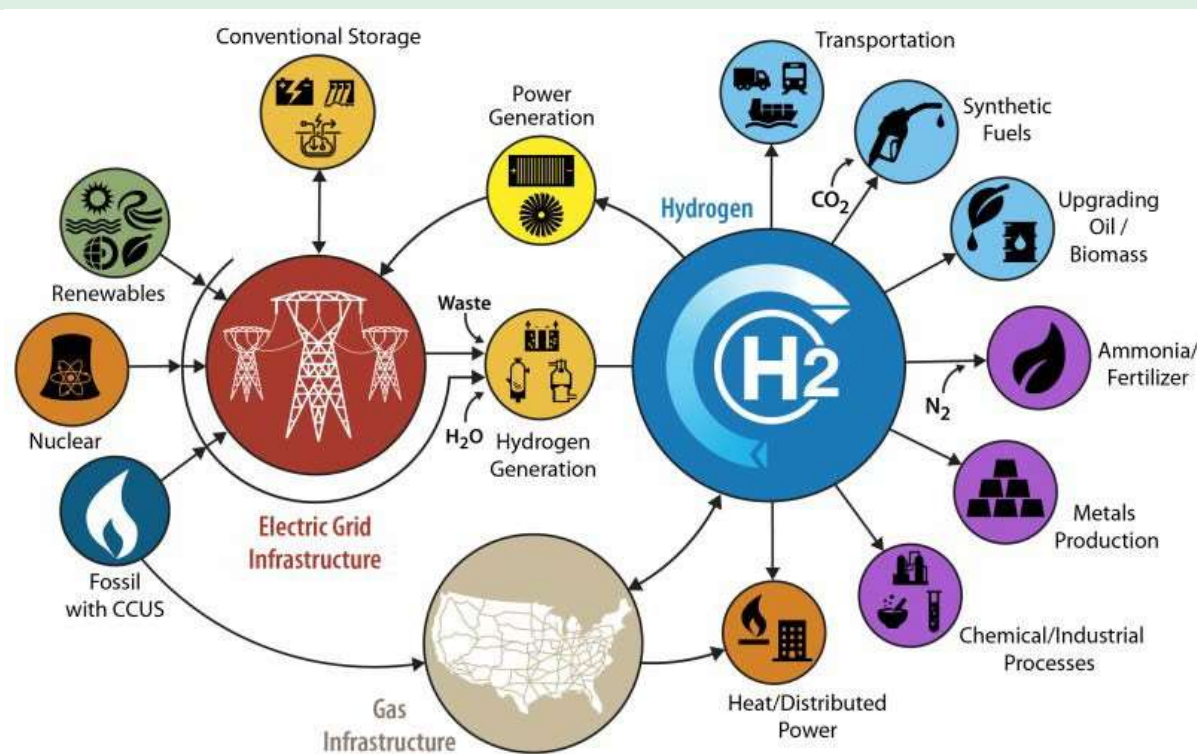 Conventional Storage
Transportation
Power
Generation
Synthetic
Fuels
CO2
Hydrogen
Upgrading
Oil /
Biomass
Renewables
Waste
H2
Ammonia/
Fertilizer
N2
Nuclear
H2O
Hydrogen
Generation
Electric Grid
Infrastructure
Metals
Production
Fossil
with CCUS
Chemical/Industrial
Processes
Heat/Distributed
Power
Gas
Infrastructure